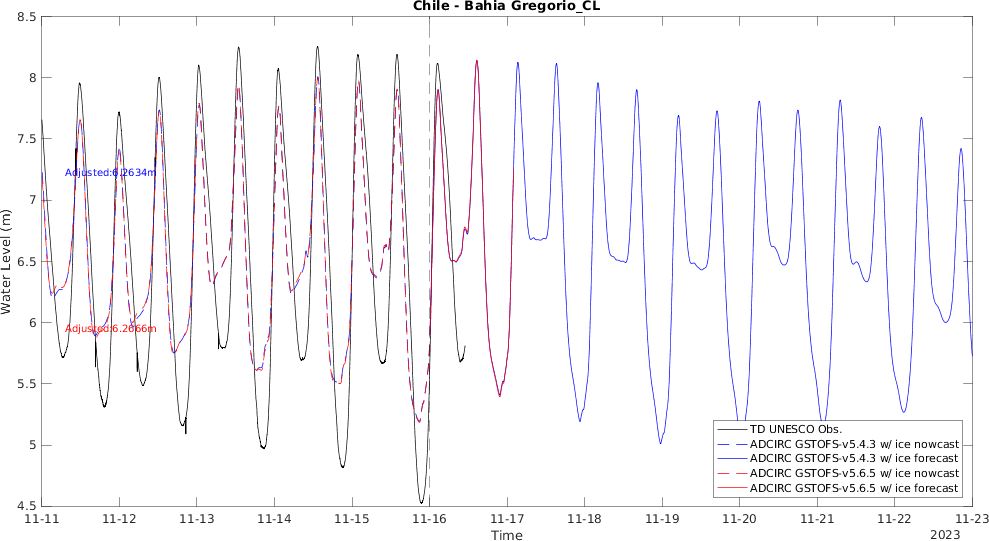 Chile - Bahia Gregorio_CL
8.5
8
7.5
7
6.5
6
5.5
5
4.5
Water Level (m)
Adjusted:6.2634m
Adjusted:6.2666m
TD UNESCO Obs.
ADCIRC GSTOFS-v5.4.3 w/ ice nowcast
ADCIRC GSTOFS-v5.4.3 w/ ice forecast
ADCIRC GSTOFS-v5.6.5 w/ ice nowcast
ADCIRC GSTOFS-v5.6.5 w/ ice forecast
11-11 11-12 11-13 11-14 11-15 11-16 11-17 11-18 11-19 11-20 11-21 11-22 11-23
Time
2023